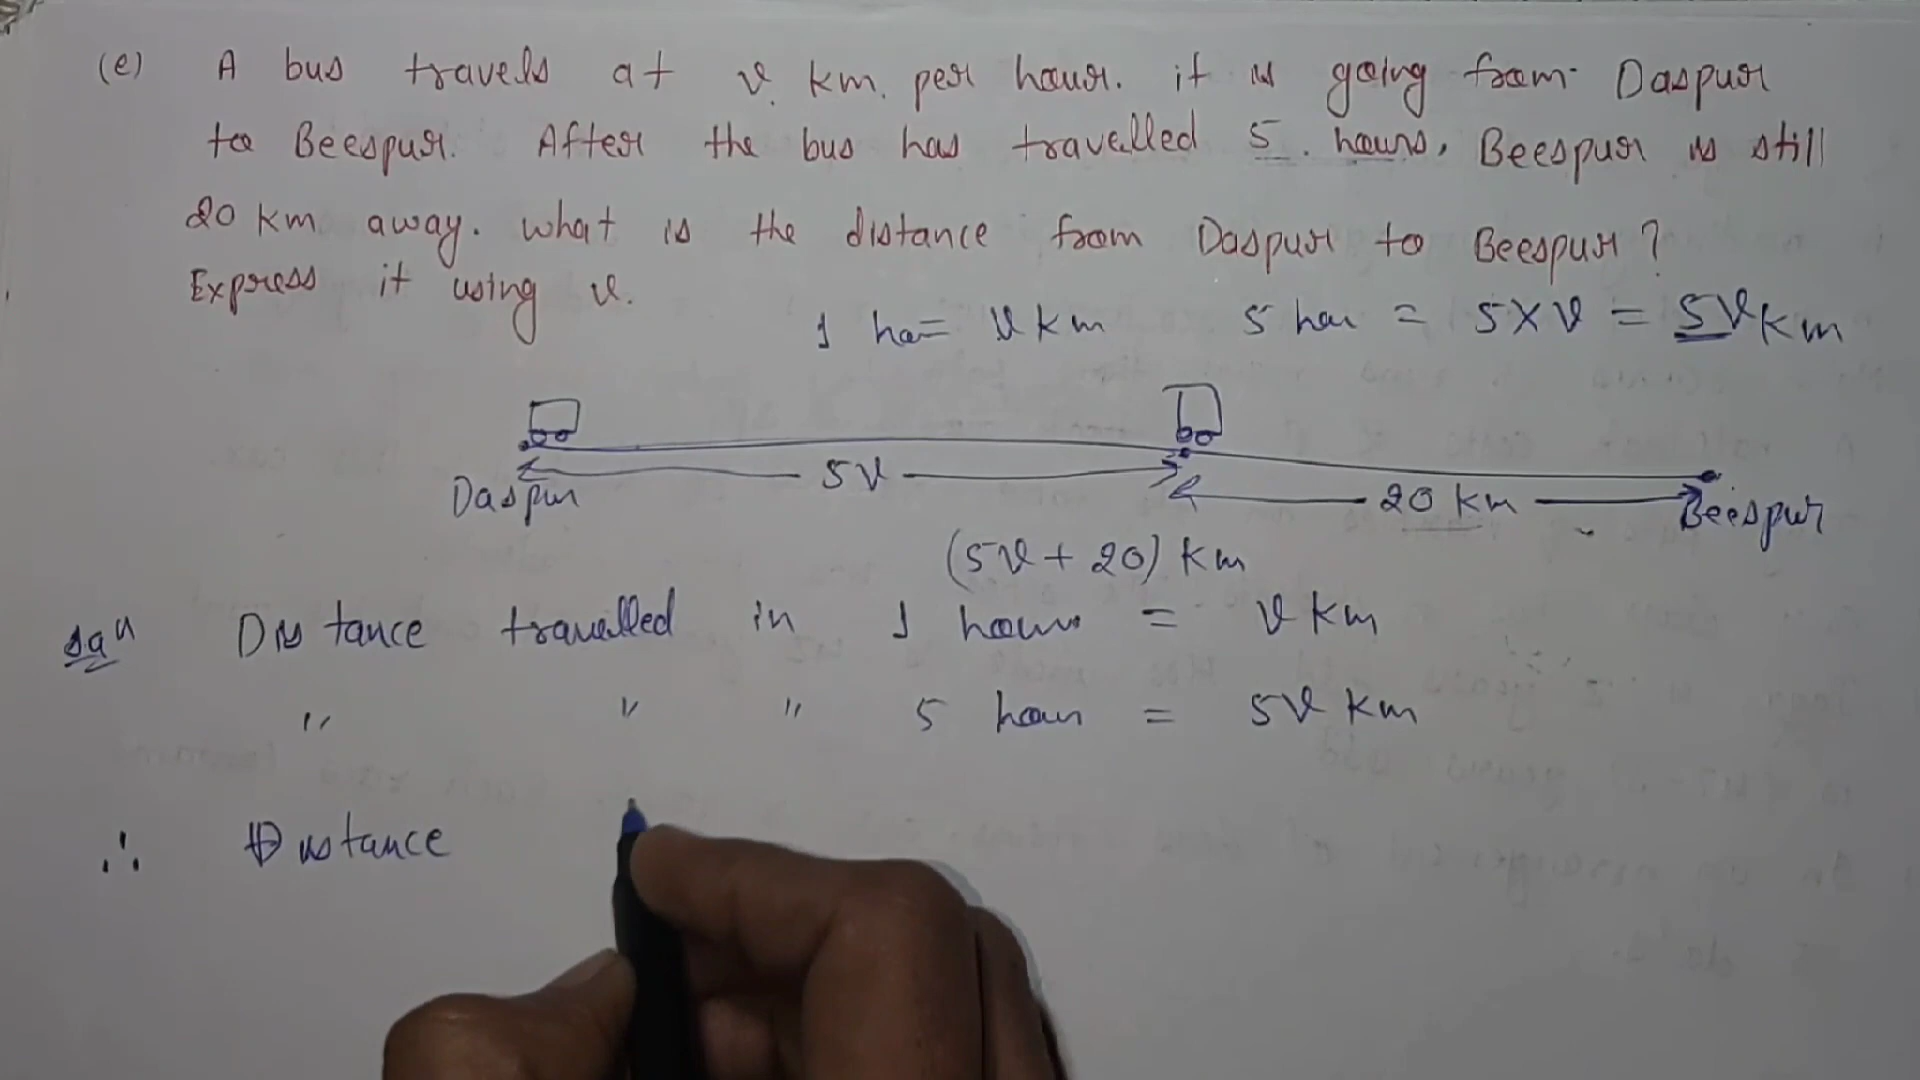 (e) A bus travels at v km. per hour. it is going from Daspur
to Beespur. After the bus has travelled 5 hours, Beespur is still
20 km away. what is the distance from Daspur to Beespur?
Express it using v.
1 ho = v km 5 hou = 5 x v = 5v km
5v
20 km
Daspur Beespur
(5v + 20) km
Distance travelled in 1 hours = v km
" " " 5 hour = 5v km
∴ Distance